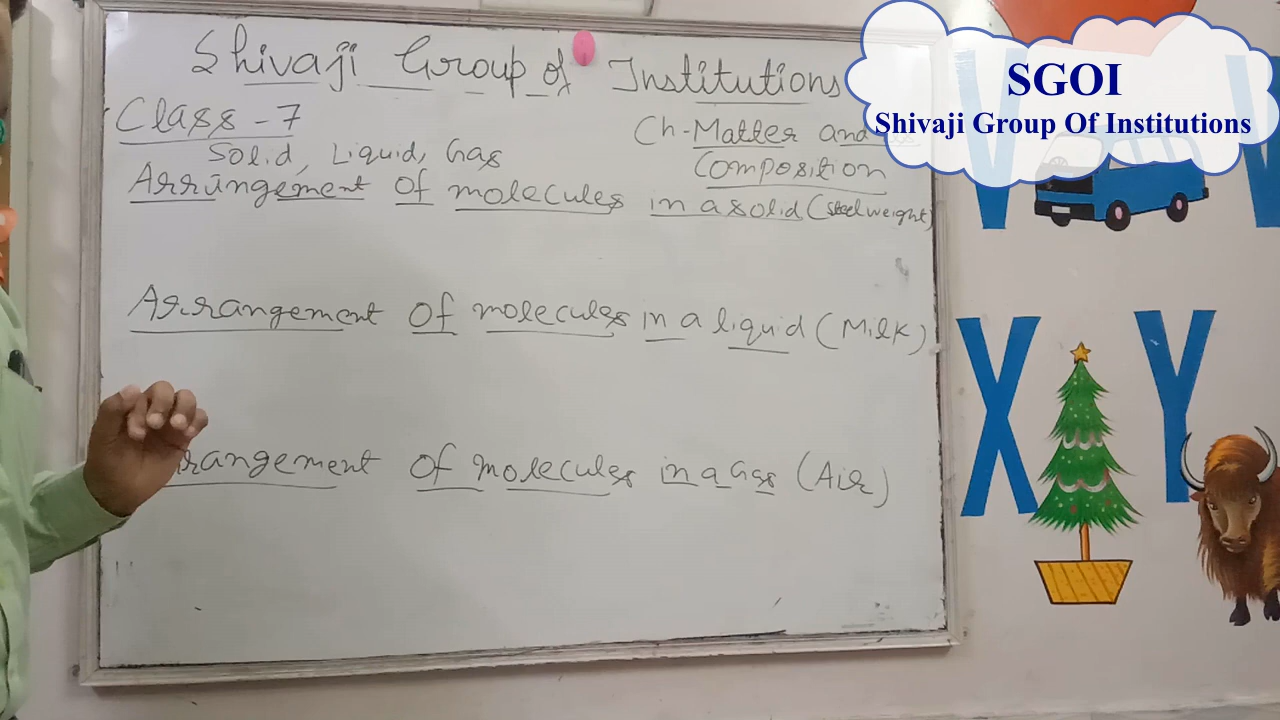 Shivaji Group of Institutions
Class - 7
Ch - Matter and
Composition
Solid, Liquid, Gas
Arrangement of molecules in a solid (steel weight)
Arrangement of molecules in a liquid (Milk)
rrangement of molecules in a Gas (Air)
SGOI
Shivaji Group Of Institutions
V
V
X
Y